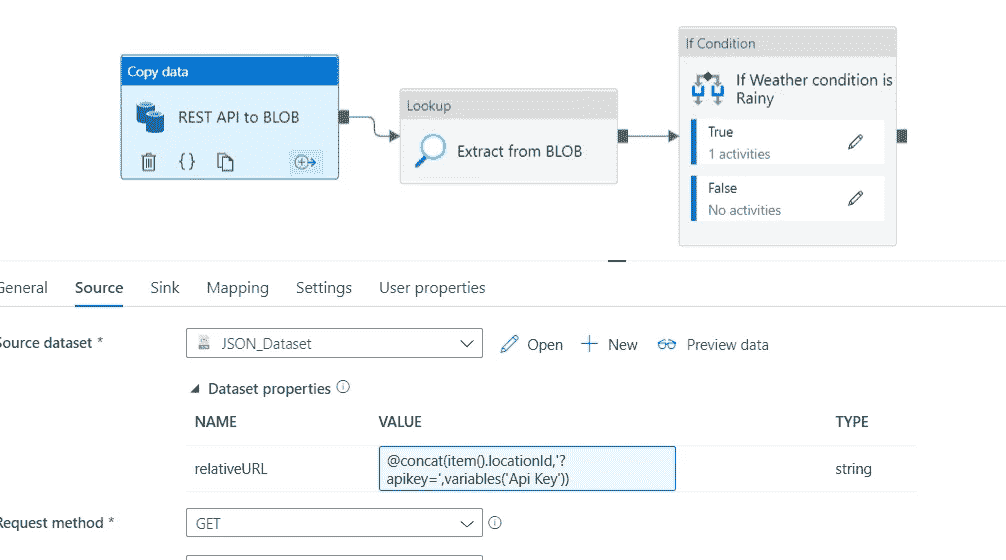 If Condition
Copy data
If Weather condition is
Rainy
REST API to BLOB
Lookup
Extract from BLOB
True
1 activities
False
No activities
General Source Sink Mapping Settings User properties
Source dataset * JSON_Dataset Open New Preview data
Dataset properties
NAME VALUE TYPE
relativeURL @concat(item().locationId,'?
apikey=',variables('Api Key')) string
Request method * GET